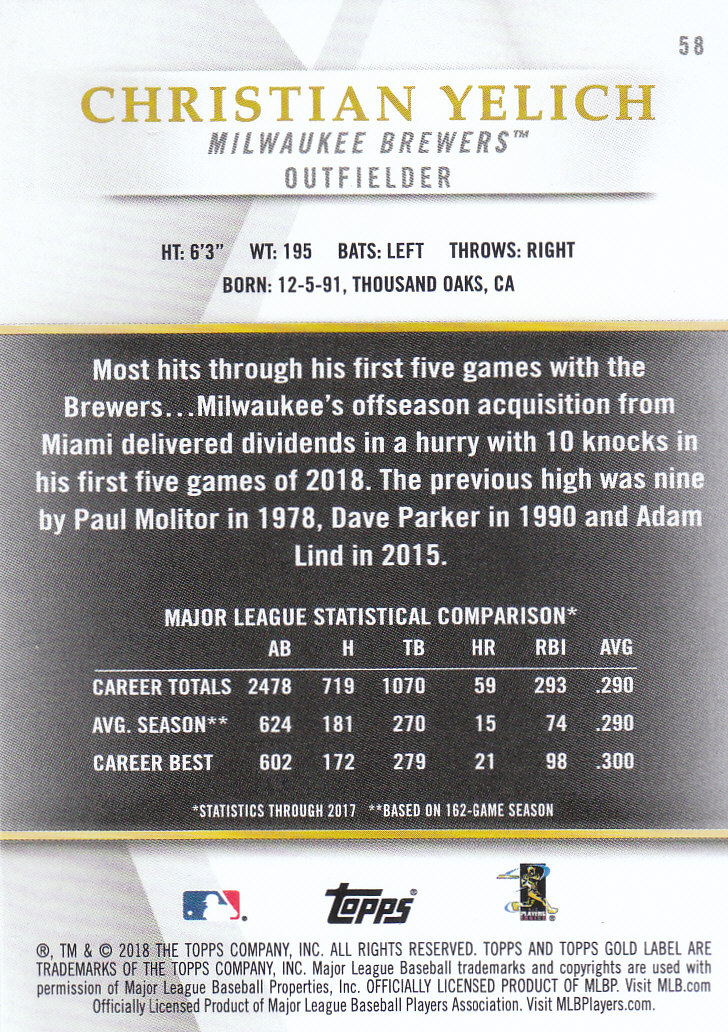 58
CHRISTIAN YELICH
MILWAUKEE BREWERS™
OUTFIELDER
HT: 6'3" WT: 195 BATS: LEFT THROWS: RIGHT
BORN: 12-5-91, THOUSAND OAKS, CA
Most hits through his first five games with the
Brewers...Milwaukee's offseason acquisition from
Miami delivered dividends in a hurry with 10 knocks in
his first five games of 2018. The previous high was nine
by Paul Molitor in 1978, Dave Parker in 1990 and Adam
Lind in 2015.
MAJOR LEAGUE STATISTICAL COMPARISON*
AB H TB HR RBI AVG
CAREER TOTALS 2478 719 1070 59 293 .290
AVG. SEASON** 624 181 270 15 74 .290
CAREER BEST 602 172 279 21 98 .300
*STATISTICS THROUGH 2017 **BASED ON 162-GAME SEASON
Topps®
PLAYERS
®, TM & © 2018 THE TOPPS COMPANY, INC. ALL RIGHTS RESERVED. TOPPS AND TOPPS GOLD LABEL ARE
TRADEMARKS OF THE TOPPS COMPANY, INC. Major League Baseball trademarks and copyrights are used with
permission of Major League Baseball Properties, Inc. OFFICIALLY LICENSED PRODUCT OF MLBP. Visit MLB.com
Officially Licensed Product of Major League Baseball Players Association. Visit MLBPlayers.com.